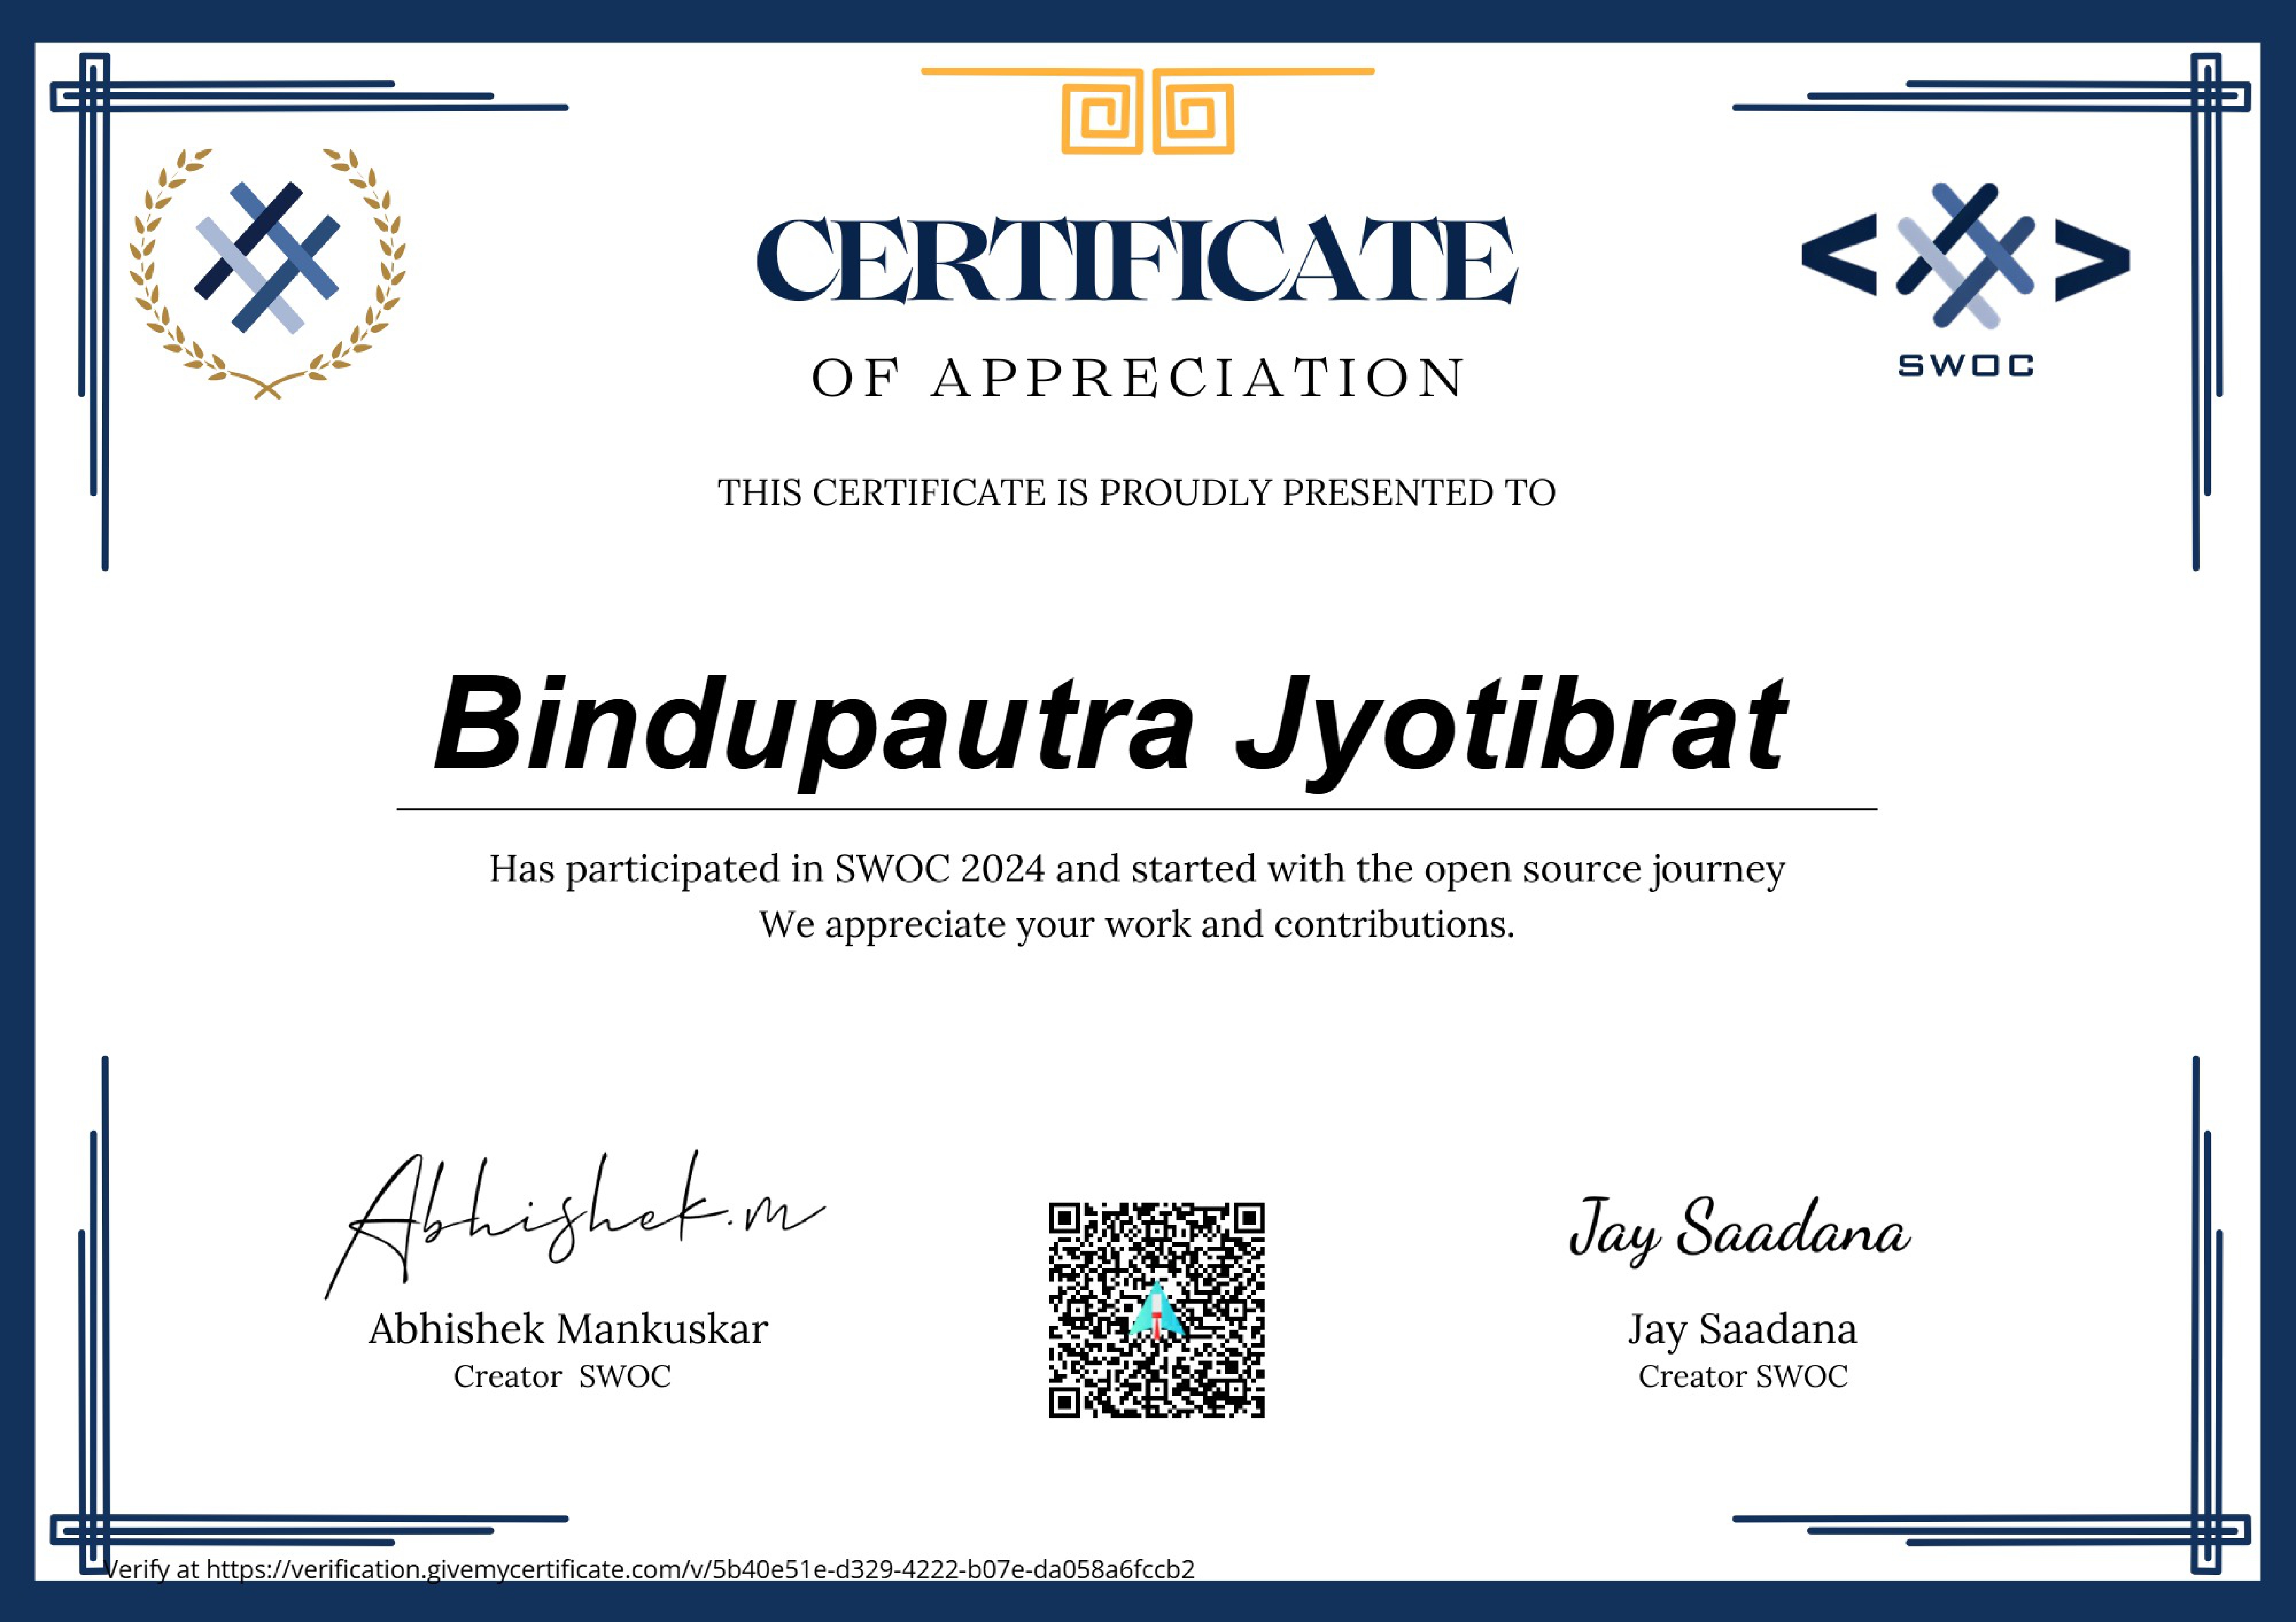 CERTIFICATE
SWOC
OF APPRECIATION
THIS CERTIFICATE IS PROUDLY PRESENTED TO
Bindupautra Jyotibrat
Has participated in SWOC 2024 and started with the open source journey
We appreciate your work and contributions.
Abhishek.m
Jay Saadana
Abhishek Mankuskar
Jay Saadana
Creator SWOC
Creator SWOC
Verify at https://verification.givemycertificate.com/v/5b40e51e-d329-4222-b07e-da058a6fccb2